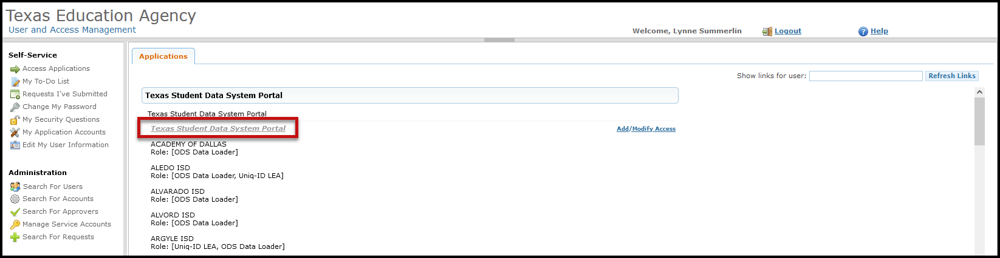 Texas Education Agency
User and Access Management
Welcome, Lynne Summerlin
Logout
Help
Self-Service
Access Applications
My To-Do List
Requests I've Submitted
Change My Password
My Security Questions
My Application Accounts
Edit My User Information
Administration
Search For Users
Search For Accounts
Search For Approvers
Manage Service Accounts
Search For Requests
Applications
Show links for user:
Refresh Links
Texas Student Data System Portal
Texas Student Data System Portal
Texas Student Data System Portal
Add/Modify Access
ACADEMY OF DALLAS
Role: [ODS Data Loader]
ALEDO ISD
Role: [ODS Data Loader, Uniq-ID LEA]
ALVARADO ISD
Role: [ODS Data Loader]
ALVORD ISD
Role: [ODS Data Loader]
ARGYLE ISD
Role: [Uniq-ID LEA, ODS Data Loader]